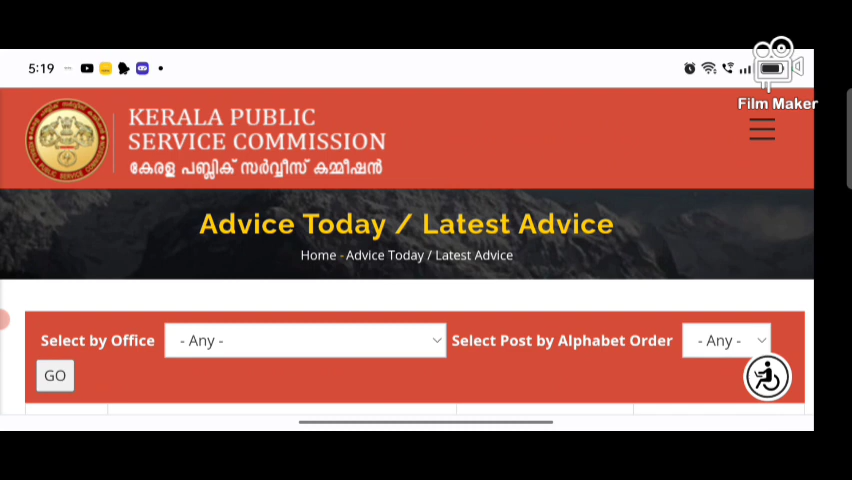 5:19
Film Maker
KERALA PUBLIC
SERVICE COMMISSION
കേരള പബ്ലിക് സർവ്വീസ് കമ്മീഷൻ
Advice Today / Latest Advice
Home - Advice Today / Latest Advice
Select by Office - Any - Select Post by Alphabet Order - Any -
GO